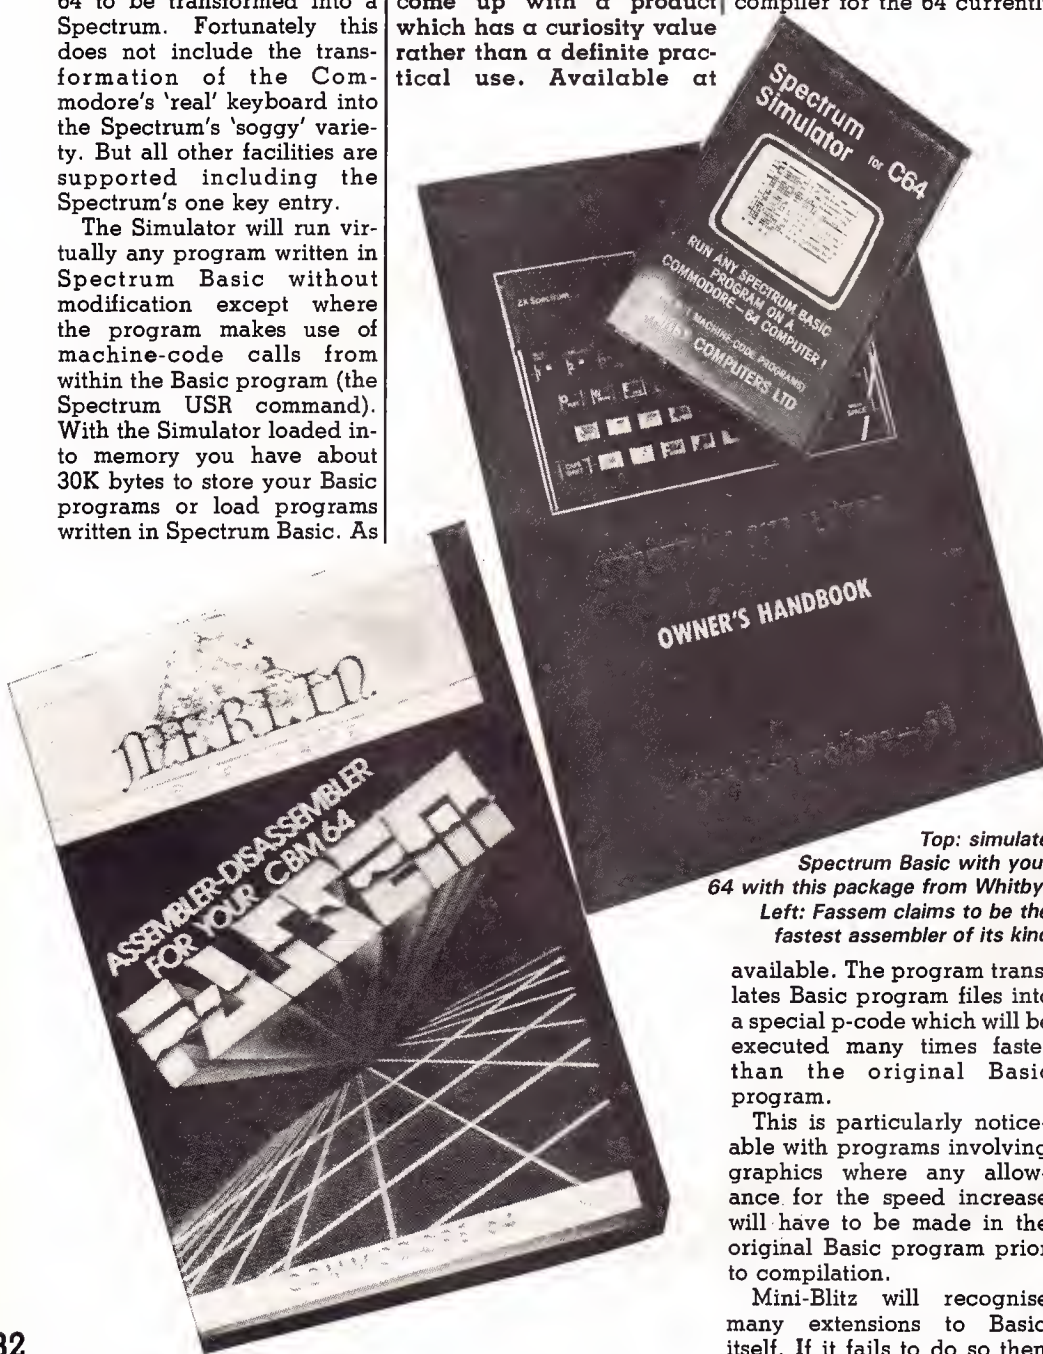 64 to be transformed into a
Spectrum. Fortunately this
does not include the trans-
formation of the Com-
modore's 'real' keyboard into
the Spectrum's 'soggy' varie-
ty. But all other facilities are
supported including the
Spectrum's one key entry.
The Simulator will run vir-
tually any program written in
Spectrum Basic without
modification except where
the program makes use of
machine-code calls from
within the Basic program (the
Spectrum USR command).
With the Simulator loaded in-
to memory you have about
30K bytes to store your Basic
programs or load programs
written in Spectrum Basic. As
come up with a product
which has a curiosity value
rather than a definite prac-
tical use. Available at
compiler for the 64 currently
Spectrum
Simulator for C64
RUN ANY SPECTRUM BASIC
PROGRAM ON A
COMMODORE-64 COMPUTER!
MACHINE-CODE PROGRAMS)
COMPUTERS LTD
ZX Spectrum
OWNER'S HANDBOOK
MERLIN
ASSEMBLER-DISASSEMBLER
FOR YOUR CBM 64
Top: simulate
Spectrum Basic with you
64 with this package from Whitby
Left: Fassem claims to be the
fastest assembler of its kind
available. The program trans-
lates Basic program files into
a special p-code which will be
executed many times faste
than the original Basic
program.
This is particularly notice-
able with programs involving
graphics where any allow-
ance for the speed increase
will have to be made in the
original Basic program prior
to compilation.
Mini-Blitz will recognise
many extensions to Basic
itself. If it fails to do so then
32